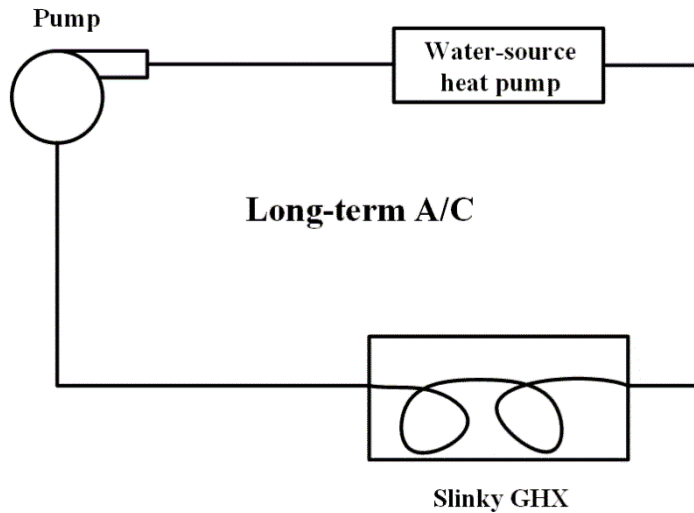 Pump
Water-source
heat pump
Long-term A/C
Slinky GHX